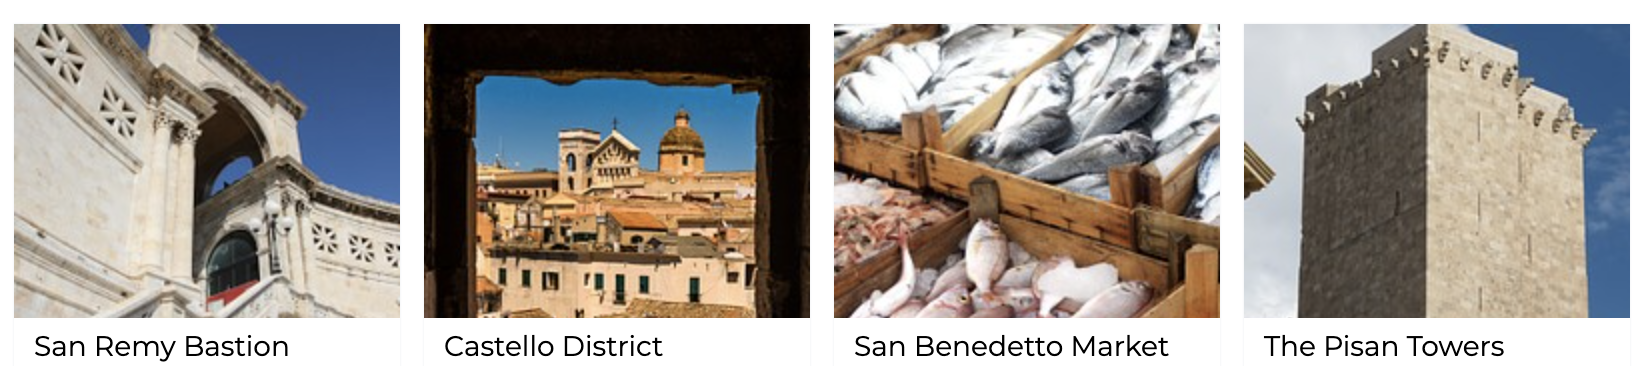 San Remy Bastion
Castello District
San Benedetto Market
The Pisan Towers